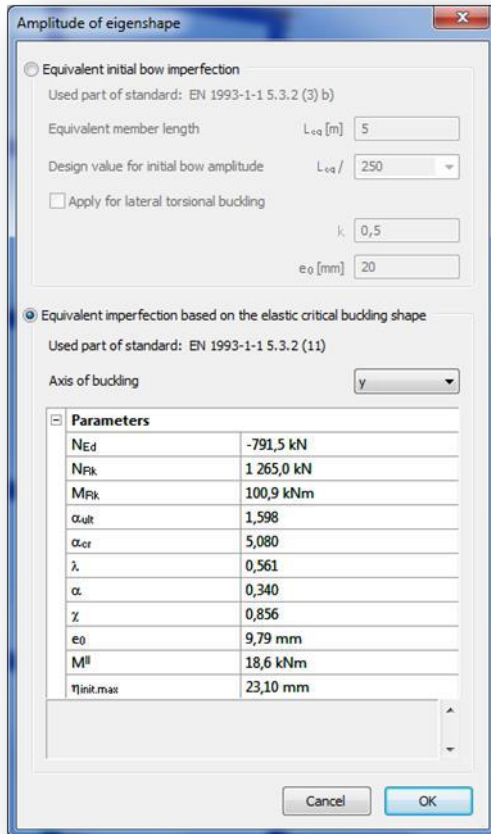 Amplitude of eigenshape
Equivalent initial bow imperfection
Used part of standard: EN 1993-1-1 5.3.2 (3) b)
Equivalent member length Leq [m] 5
Design value for initial bow amplitude Leq / 250
Apply for lateral torsional buckling
k 0,5
e0 [mm] 20
Equivalent imperfection based on the elastic critical buckling shape
Used part of standard: EN 1993-1-1 5.3.2 (11)
Axis of buckling y
Parameters
NEd -791,5 kN
NRk 1 265,0 kN
MRk 100,9 kNm
αult 1,598
αcr 5,080
λ 0,561
α 0,340
χ 0,856
e0 9,79 mm
MII 18,6 kNm
ηinit.max 23,10 mm
Cancel OK